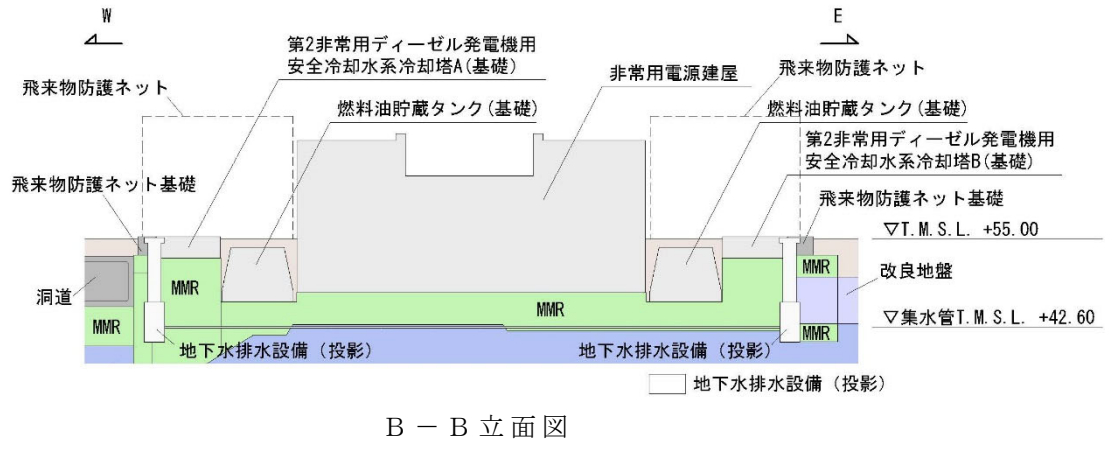 W
E
第2非常用ディーゼル発電機用
安全冷却水系冷却塔A(基礎)
飛来物防護ネット
燃料油貯蔵タンク(基礎)
非常用電源建屋
飛来物防護ネット
燃料油貯蔵タンク(基礎)
第2非常用ディーゼル発電機用
安全冷却水系冷却塔B(基礎)
飛来物防護ネット基礎
飛来物防護ネット基礎
▽T.M.S.L. +55.00
洞道
MMR
MMR
MMR
MMR
改良地盤
MMR
▽集水管T.M.S.L. +42.60
地下水排水設備(投影)
地下水排水設備(投影)
地下水排水設備(投影)
B-B立面図